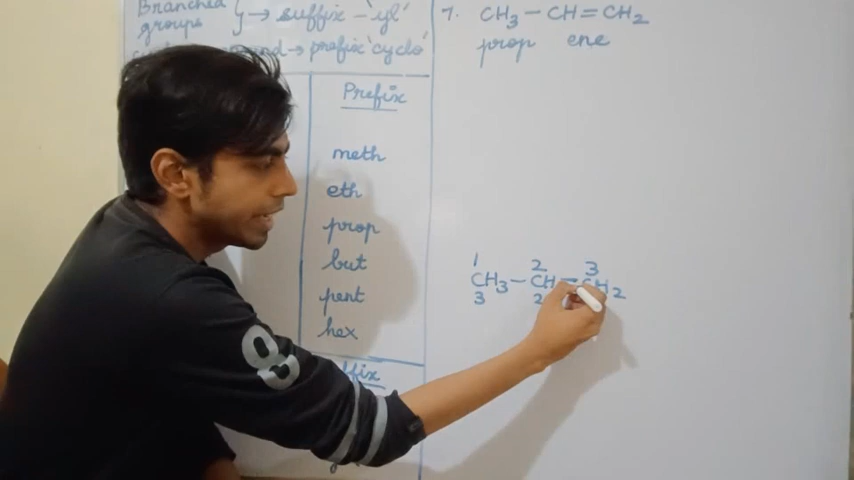 Branched
groups } → suffix - 'yl'
→ prefix 'cyclo'
Prefix
meth
eth
prop
but
pent
hex
7. CH3 - CH = CH2
prop ene
1 2 3
CH3 - CH = CH2
3 2